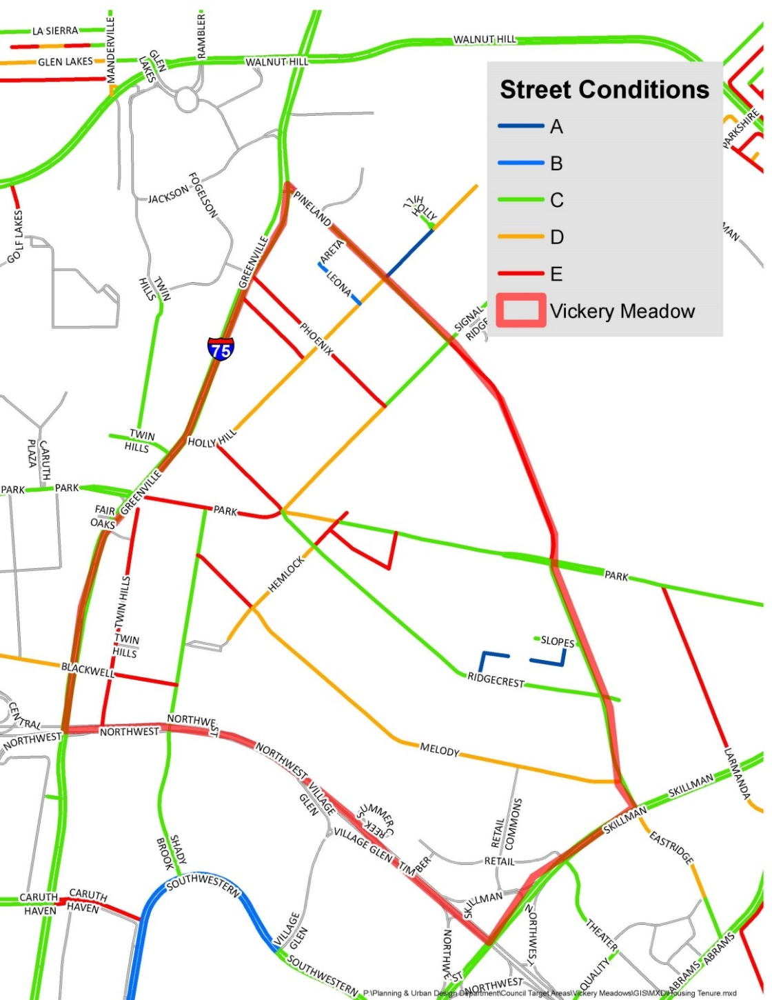 LA SIERRA
MANDERVILLE
RAMBLER
WALNUT HILL
GLEN LAKES
GLEN
LAKES
WALNUT HILL
Street Conditions
A
B
C
D
E
Vickery Meadow
PARKSHIRE
JACKSON
FOGELSON
PINELAND
HOLLY
HILL
GOLF LAKES
MAN
GREENVILLE
ARETA
LEONA
TWIN
HILLS
SIGNAL
RIDGE
PHOENIX
75
TWIN
HILLS
HOLLY HILL
CARUTH
PLAZA
PARK
PARK
GREENVILLE
FAIR
OAKS
PARK
PARK
HEMLOCK
TWIN HILLS
TWIN
HILLS
SLOPES
BLACKWELL
RIDGECREST
CENTRAL
NORTHWEST
NORTHWEST
NORTHWEST
NORTHWEST
MELODY
LARMANDA
SKILLMAN
VILLAGE
GLEN
SUMMER
CREEK
VILLAGE GLEN
TIMBER
RETAIL
COMMONS
RETAIL
SKILLMAN
EASTRIDGE
SHADY
BROOK
SOUTHWESTERN
CARUTH
HAVEN
CARUTH
HAVEN
SKILLMAN
NORTHWEST
NORTHWEST
THEATER
VILLAGE
GLEN
SOUTHWESTERN
QUALITY
ABRAMS
ABRAMS
NORTHWEST
P:\Planning & Urban Design Department\Council Target Areas\Vickery Meadows\GIS\MXD\Housing Tenure.mxd